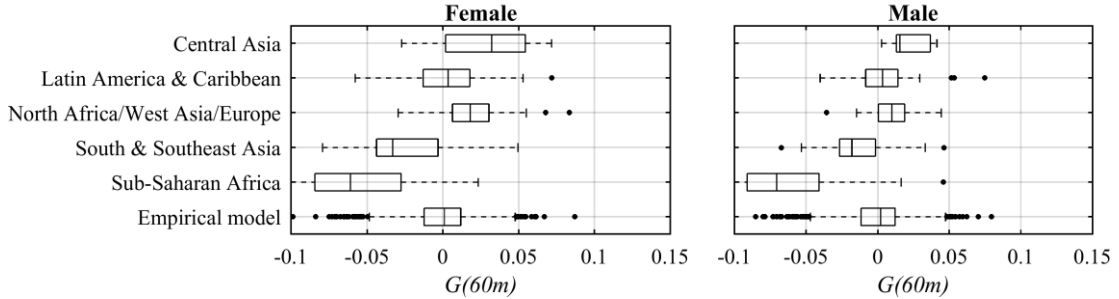 Female
Male
Central Asia
Latin America & Caribbean
North Africa/West Asia/Europe
South & Southeast Asia
Sub-Saharan Africa
Empirical model
-0.1 -0.05 0 0.05 0.1 0.15
-0.1 -0.05 0 0.05 0.1 0.15
G(60m)
G(60m)